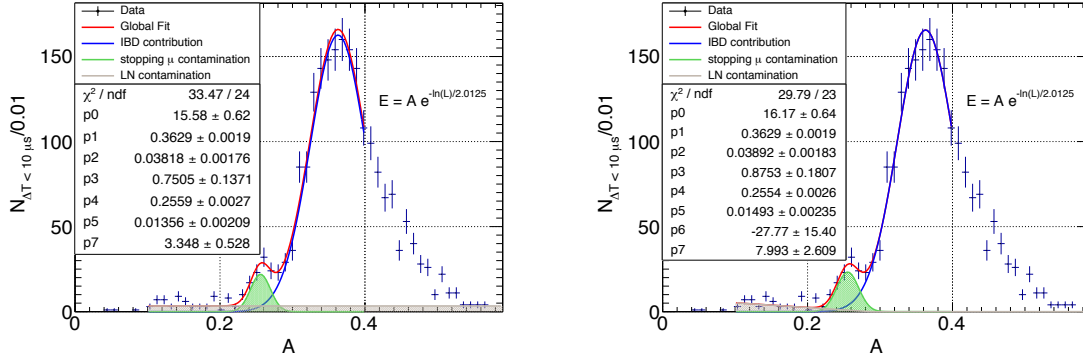 Data
Global Fit
IBD contribution
stopping μ contamination
LN contamination
χ² / ndf 33.47 / 24
p0 15.58 ± 0.62
p1 0.3629 ± 0.0019
p2 0.03818 ± 0.00176
p3 0.7505 ± 0.1371
p4 0.2559 ± 0.0027
p5 0.01356 ± 0.00209
p7 3.348 ± 0.528
E = A e^-ln(L)/2.0125
N_ΔT < 10 μs/0.01
150
100
50
0
0 0.2 0.4
A
Data
Global Fit
IBD contribution
stopping μ contamination
LN contamination
χ² / ndf 29.79 / 23
p0 16.17 ± 0.64
p1 0.3629 ± 0.0019
p2 0.03892 ± 0.00183
p3 0.8753 ± 0.1807
p4 0.2554 ± 0.0026
p5 0.01493 ± 0.00235
p6 -27.77 ± 15.40
p7 7.993 ± 2.609
E = A e^-ln(L)/2.0125
N_ΔT < 10 μs/0.01
150
100
50
0
0 0.2 0.4
A